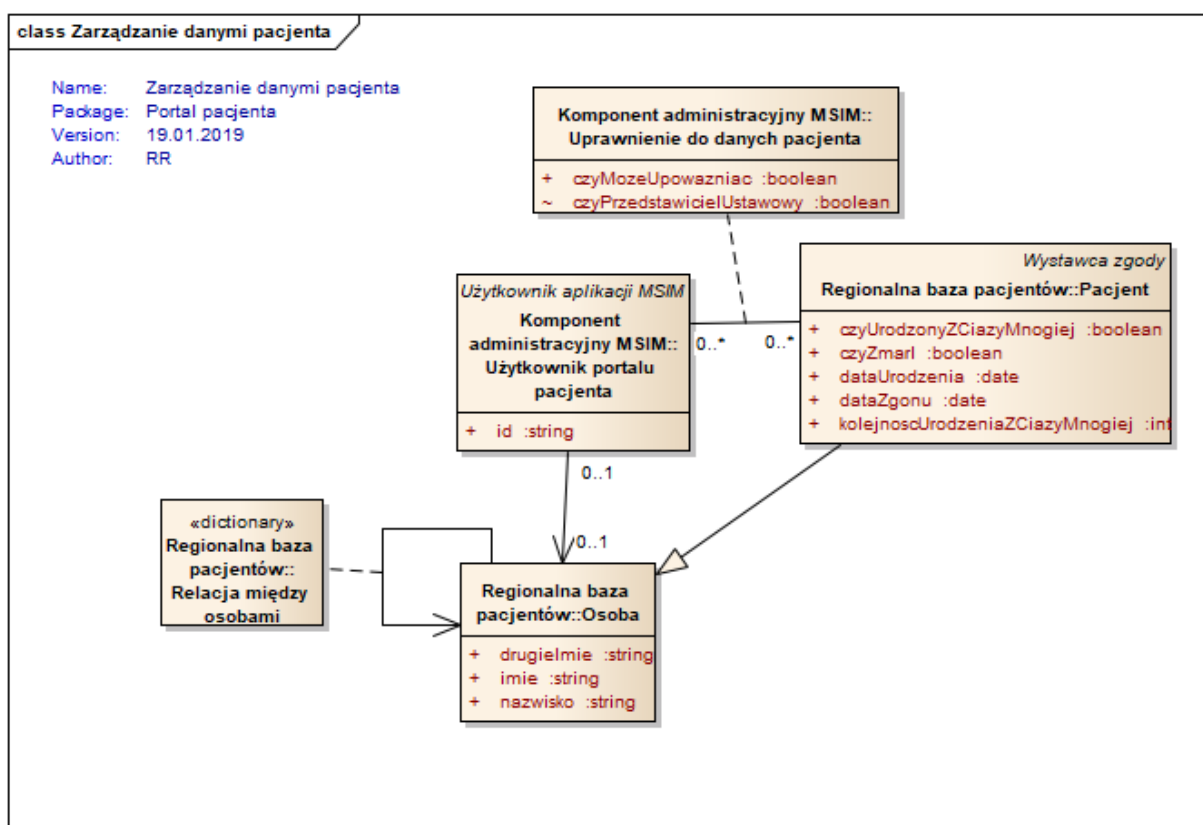 class Zarządzanie danymi pacjenta
Name: Zarządzanie danymi pacjenta
Package: Portal pacjenta
Version: 19.01.2019
Author: RR
Komponent administracyjny MSIM::
Uprawnienie do danych pacjenta
+ czyMozeUpowazniac :boolean
~ czyPrzedstawicielUstawowy :boolean
Użytkownik aplikacji MSIM
Komponent
administracyjny MSIM::
Użytkownik portalu
pacjenta
+ id :string
0..*
0..*
Wystawca zgody
Regionalna baza pacjentów::Pacjent
+ czyUrodzonyZCiazyMnogiej :boolean
+ czyZmarl :boolean
+ dataUrodzenia :date
+ dataZgonu :date
+ kolejnoscUrodzeniaZCiazyMnogiej :int
0..1
0..1
«dictionary»
Regionalna baza
pacjentów::
Relacja między
osobami
Regionalna baza
pacjentów::Osoba
+ drugieImie :string
+ imie :string
+ nazwisko :string